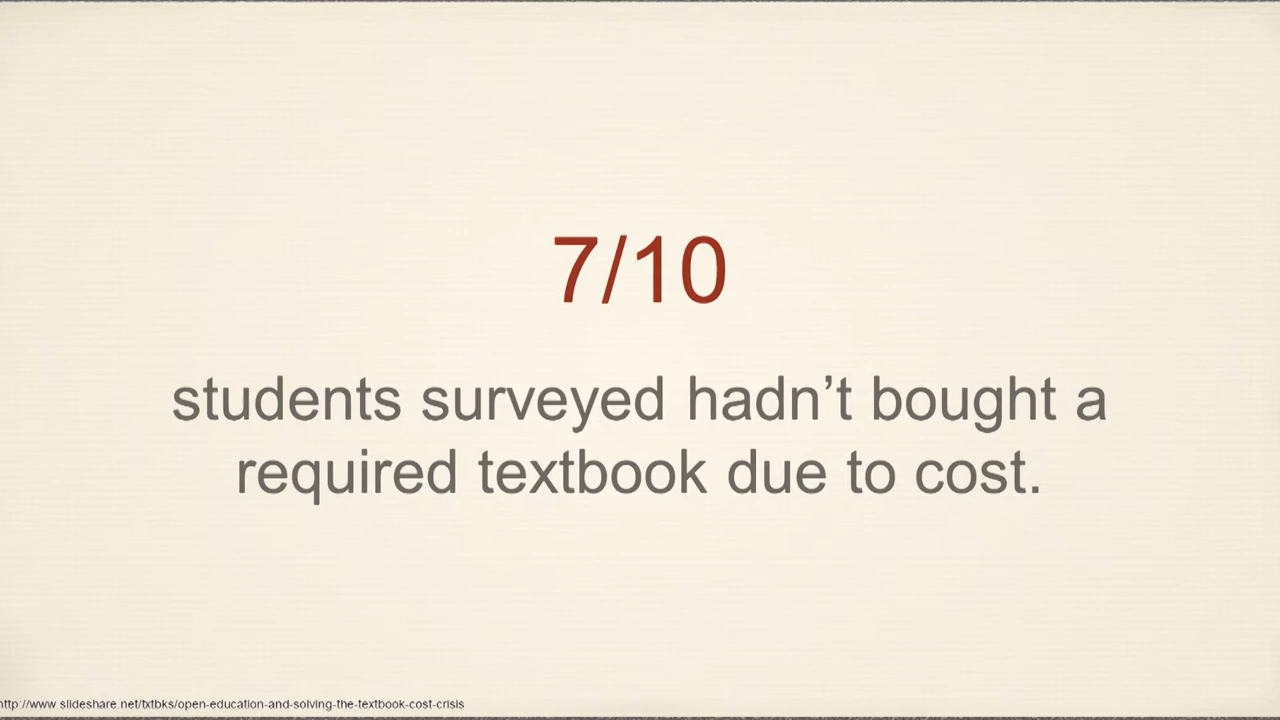 7/10
students surveyed hadn’t bought a
required textbook due to cost.
http://www.slideshare.net/txtbks/open-education-and-solving-the-textbook-cost-crisis